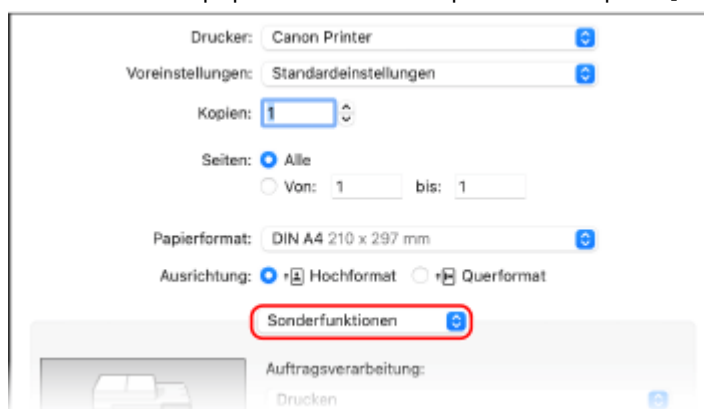 Drucker: Canon Printer
Voreinstellungen: Standardeinstellungen
Kopien: 1
Seiten: Alle
Von: 1 bis: 1
Papierformat: DIN A4 210 x 297 mm
Ausrichtung: Hochformat Querformat
Sonderfunktionen
Auftragsverarbeitung:
Drucken